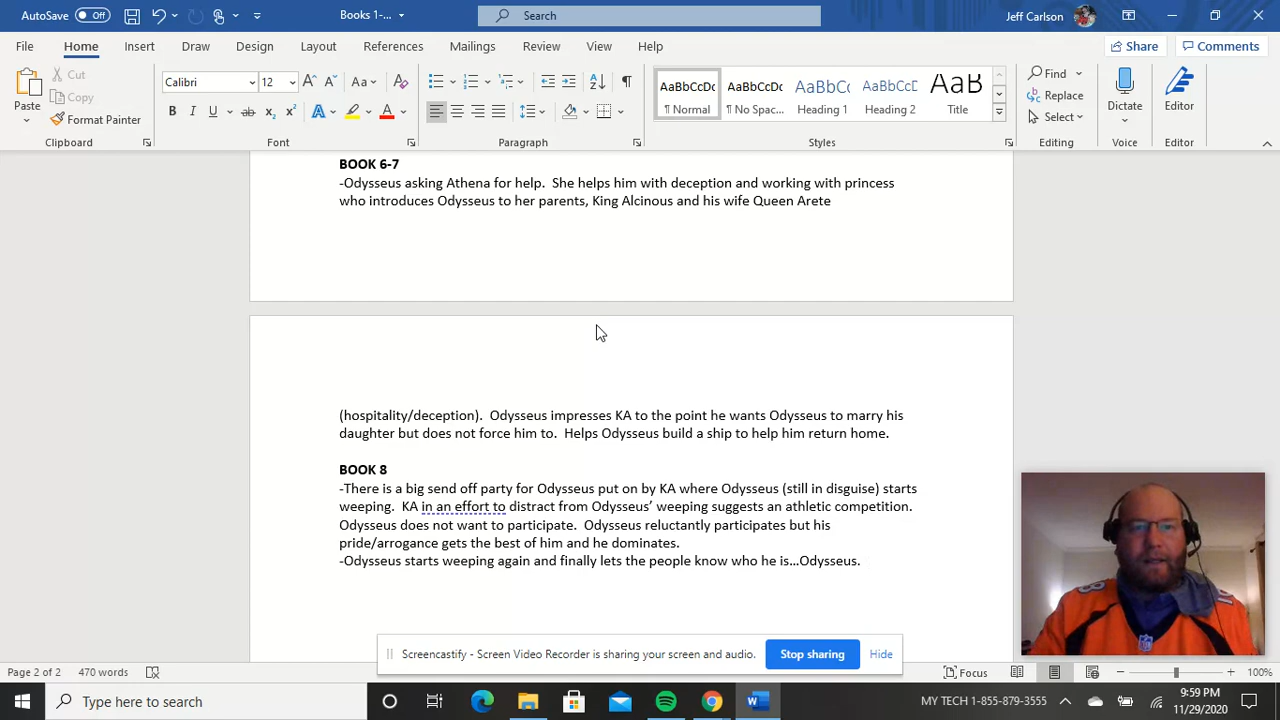 AutoSave Off Books 1-... Search Jeff Carlson
File Home Insert Draw Design Layout References Mailings Review View Help Share Comments
Paste Cut Copy Format Painter Clipboard
Calibri 12 Aa B I U ab x₂ x² A A Font
Paragraph
AaBbCcDc ¶ Normal AaBbCcDc ¶ No Spac... AaBbCc Heading 1 AaBbCcE Heading 2 AaB Title Styles
Find Replace Select Editing
Dictate Voice
Editor Editor
BOOK 6-7
-Odysseus asking Athena for help.  She helps him with deception and working with princess
who introduces Odysseus to her parents, King Alcinous and his wife Queen Arete
(hospitality/deception).  Odysseus impresses KA to the point he wants Odysseus to marry his
daughter but does not force him to.  Helps Odysseus build a ship to help him return home.
BOOK 8
-There is a big send off party for Odysseus put on by KA where Odysseus (still in disguise) starts
weeping.  KA in an effort to distract from Odysseus' weeping suggests an athletic competition.
Odysseus does not want to participate.  Odysseus reluctantly participates but his
pride/arrogance gets the best of him and he dominates.
-Odysseus starts weeping again and finally lets the people know who he is…Odysseus.
Screencastify - Screen Video Recorder is sharing your screen and audio. Stop sharing Hide
Page 2 of 2 470 words Focus 100%
Type here to search MY TECH 1-855-879-3555 9:59 PM
11/29/2020